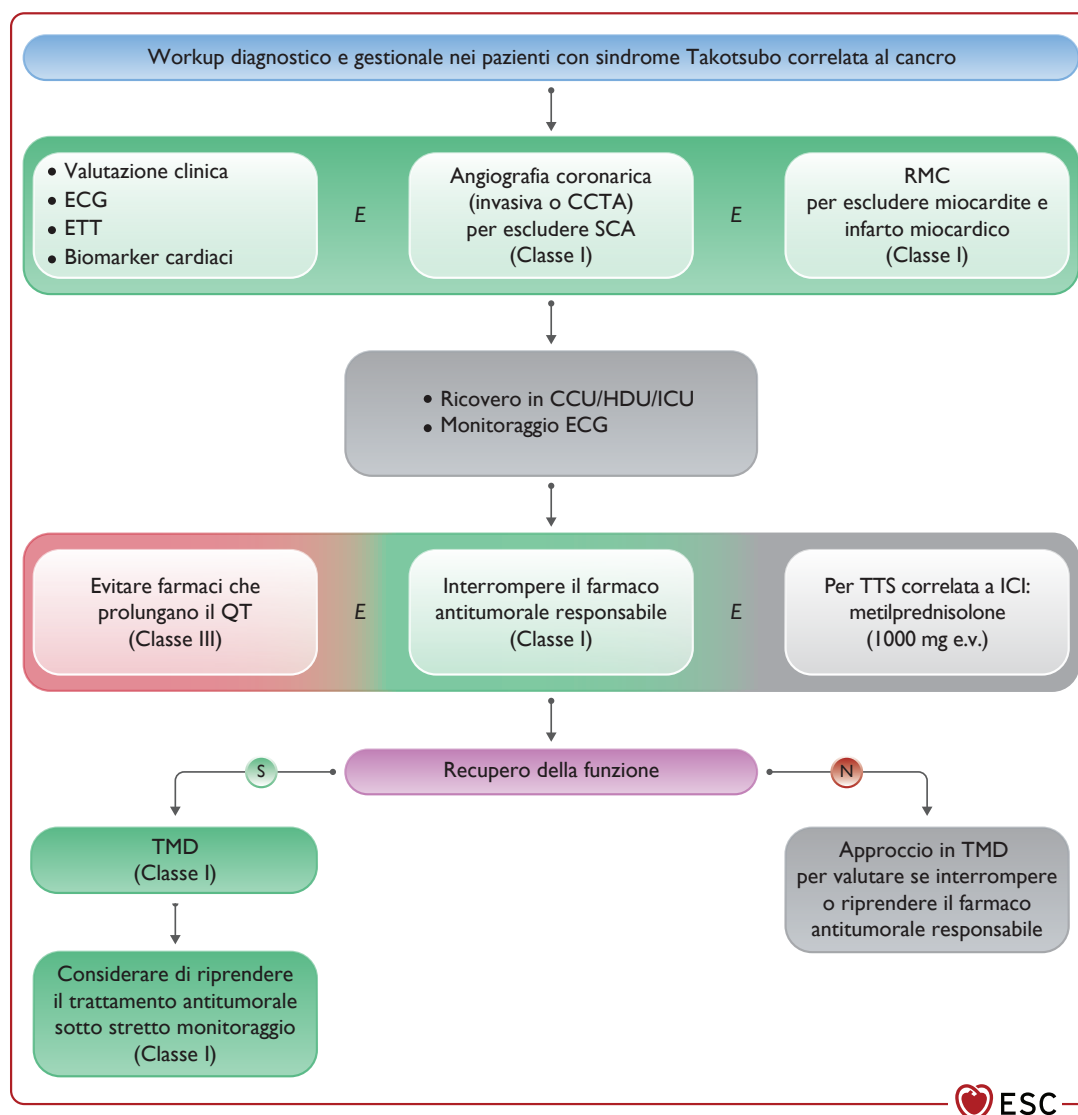 Workup diagnostico e gestionale nei pazienti con sindrome Takotsubo correlata al cancro
• Valutazione clinica
• ECG
• ETT
• Biomarker cardiaci
E
Angiografia coronarica
(invasiva o CCTA)
per escludere SCA
(Classe I)
E
RMC
per escludere miocardite e
infarto miocardico
(Classe I)
• Ricovero in CCU/HDU/ICU
• Monitoraggio ECG
Evitare farmaci che
prolungano il QT
(Classe III)
E
Interrompere il farmaco
antitumorale responsabile
(Classe I)
E
Per TTS correlata a ICI:
metilprednisolone
(1000 mg e.v.)
Recupero della funzione
S
N
TMD
(Classe I)
Approccio in TMD
per valutare se interrompere
o riprendere il farmaco
antitumorale responsabile
Considerare di riprendere
il trattamento antitumorale
sotto stretto monitoraggio
(Classe I)
ESC